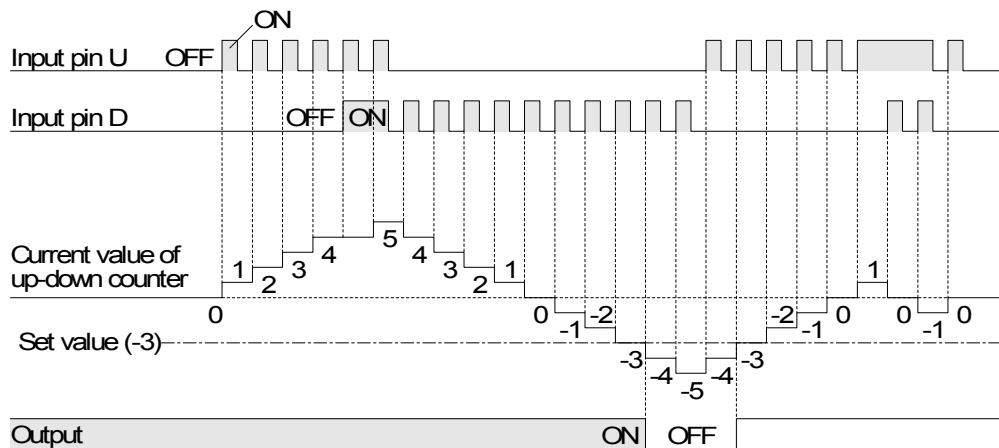 ON
Input pin U OFF
Input pin D OFF ON
Current value of
up-down counter
0 1 2 3 4 5 4 3 2 1 0 -1 -2 -3 -4 -5 -4 -3 -2 -1 0 1 0 -1 0
Set value (-3)
Output ON OFF